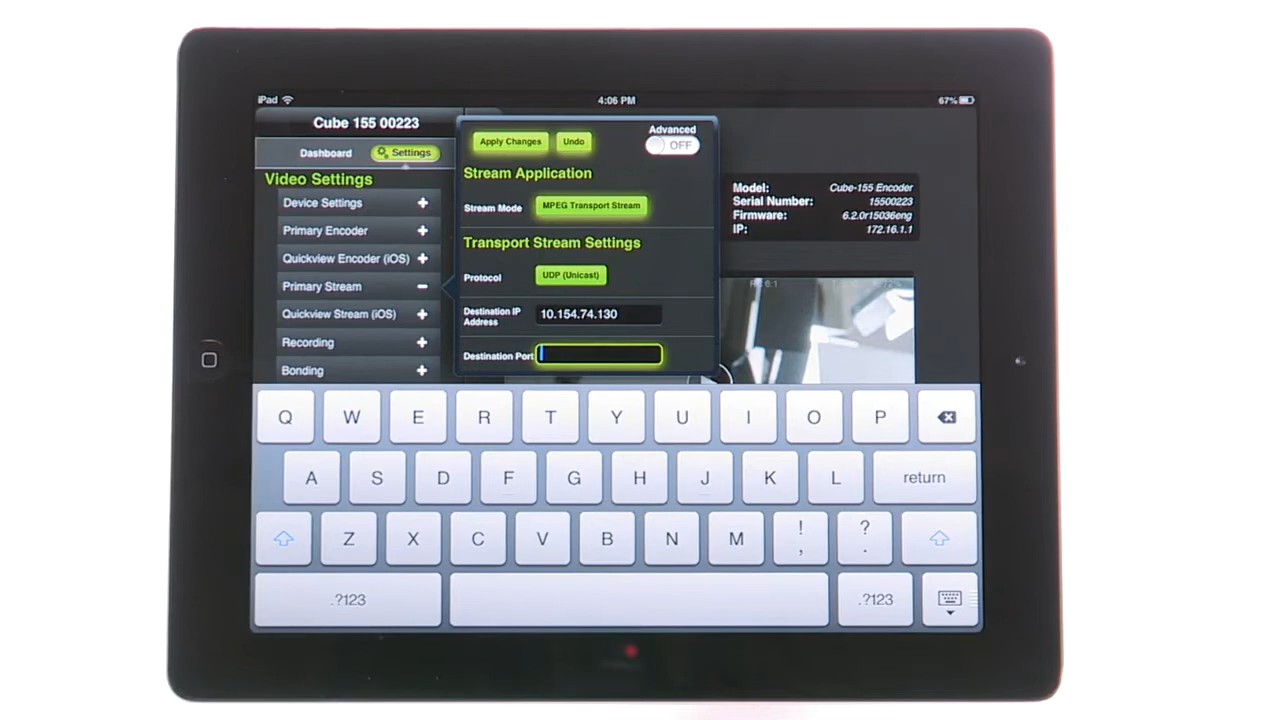 iPad
4:06 PM
67%
Cube 155 00223
Dashboard
Settings
Video Settings
Device Settings
Primary Encoder
Quickview Encoder (iOS)
Primary Stream
Quickview Stream (iOS)
Recording
Bonding
Apply Changes
Undo
Advanced
OFF
Stream Application
Stream Mode
MPEG Transport Stream
Transport Stream Settings
Protocol
UDP (Unicast)
Destination IP
Address
10.154.74.130
Destination Port
Model: Cube-155 Encoder
Serial Number: 15500223
Firmware: 6.2.0r15036eng
IP: 172.16.1.1
Q W E R T Y U I O P
A S D F G H J K L return
Z X C V B N M ! , ? .
.?123 .?123